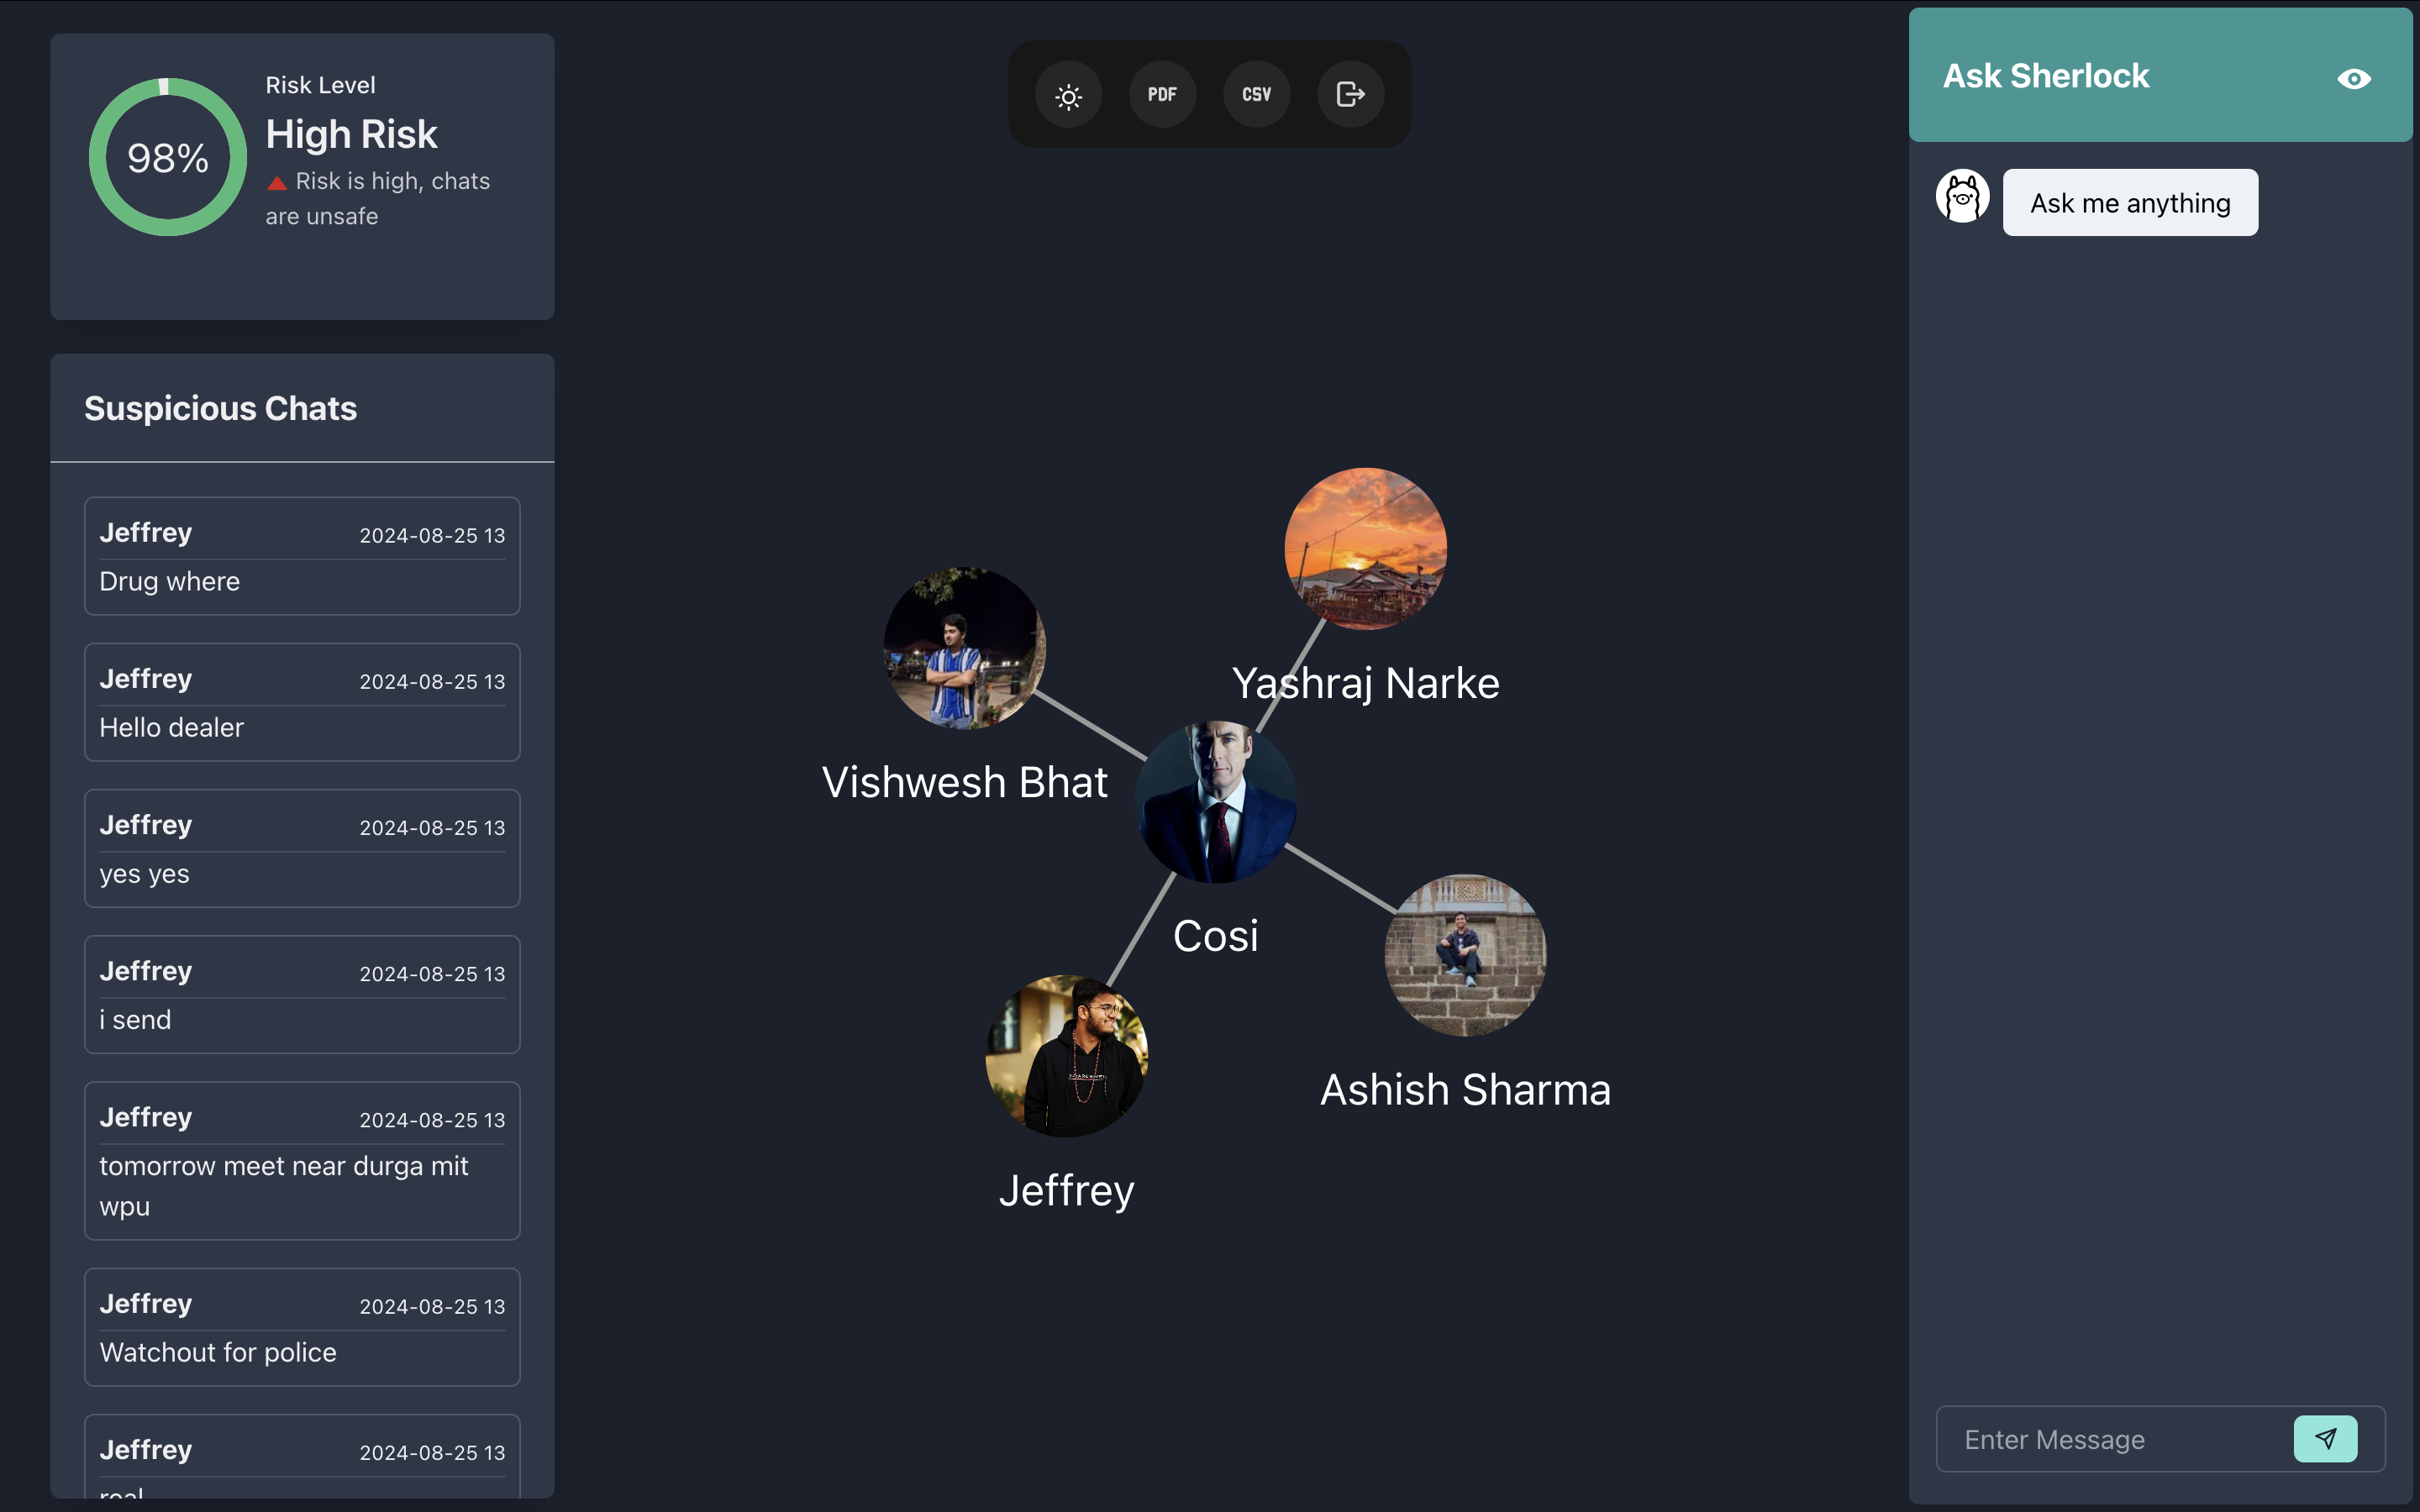 Risk Level
98%
High Risk
Risk is high, chats
are unsafe
Suspicious Chats
Jeffrey 2024-08-25 13
Drug where
Jeffrey 2024-08-25 13
Hello dealer
Jeffrey 2024-08-25 13
yes yes
Jeffrey 2024-08-25 13
i send
Jeffrey 2024-08-25 13
tomorrow meet near durga mit
wpu
Jeffrey 2024-08-25 13
Watchout for police
Jeffrey 2024-08-25 13
PDF CSV
Yashraj Narke
Vishwesh Bhat
Cosi
Ashish Sharma
Jeffrey
Ask Sherlock
Ask me anything
Enter Message